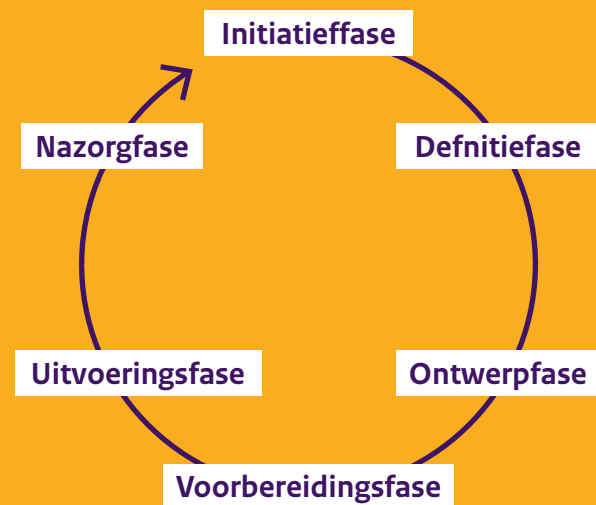 Initiatieffase
Defnitiefase
Ontwerpfase
Voorbereidingsfase
Uitvoeringsfase
Nazorgfase